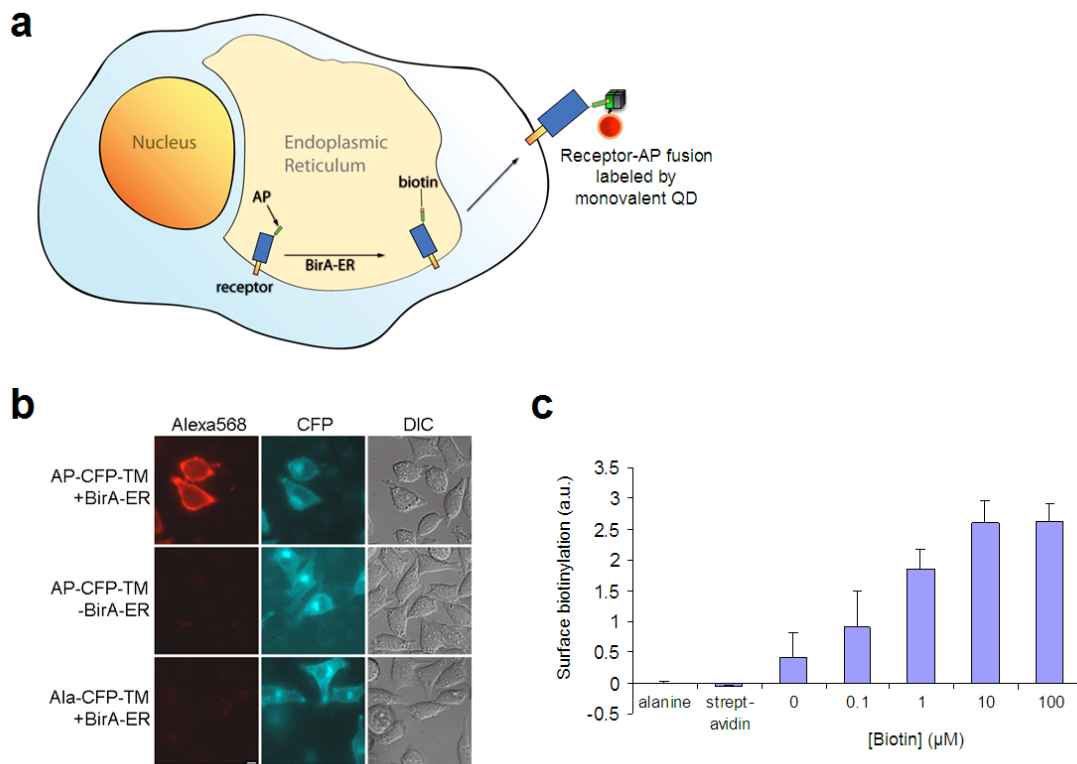 a
Nucleus
Endoplasmic
Reticulum
AP
biotin
BirA-ER
receptor
Receptor-AP fusion
labeled by
monovalent QD
b
Alexa568 CFP DIC
AP-CFP-TM
+BirA-ER
AP-CFP-TM
-BirA-ER
Ala-CFP-TM
+BirA-ER
c
Surface biotinylation (a.u.)
3.5
3
2.5
2
1.5
1
0.5
0
-0.5
alanine strept- 0 0.1 1 10 100
avidin
[Biotin] (µM)